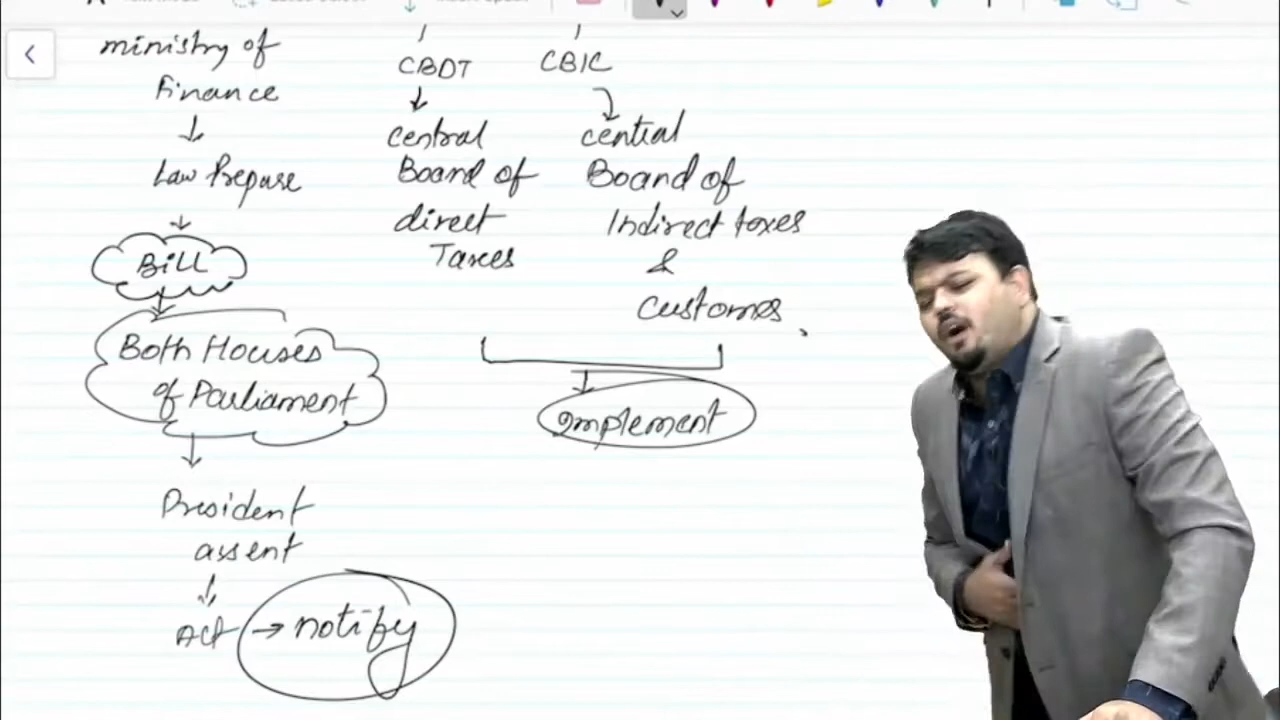 ministry of
Finance
Law Prepare
Bill
Both Houses
of Parliament
President
assent
Act → notify
CBDT
central
Board of
direct
Taxes
CBIC
central
Board of
Indirect taxes
&
Customes
implement